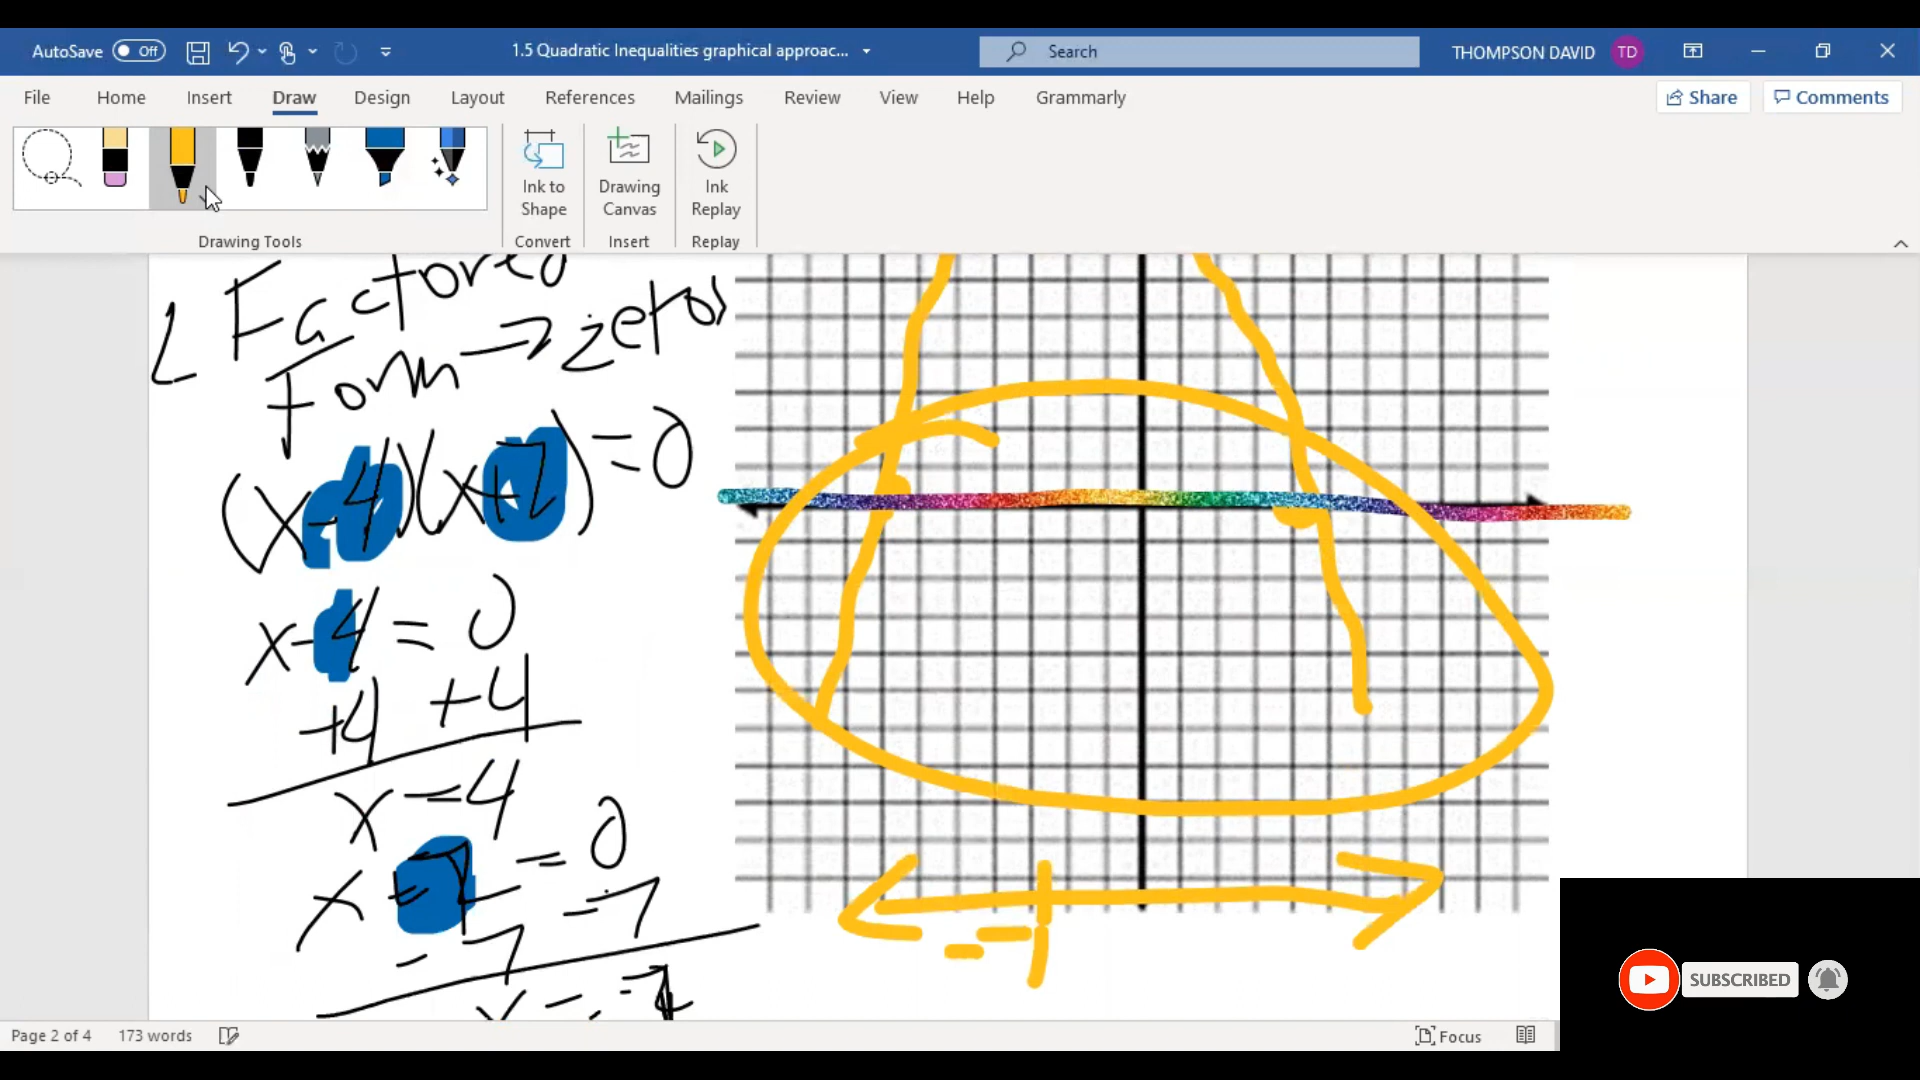 AutoSave Off 1.5 Quadratic Inequalities graphical approac... Search THOMPSON DAVID TD
File Home Insert Draw Design Layout References Mailings Review View Help Grammarly Share Comments
Ink to Shape
Drawing Canvas
Ink Replay
Drawing Tools Convert Insert Replay
Factored
Form → zeros
(x-4)(x+7)=0
x-4=0
+4 +4
x=4
=0
-7 -7
x=-7
-7
Page 2 of 4 173 words Focus
SUBSCRIBED